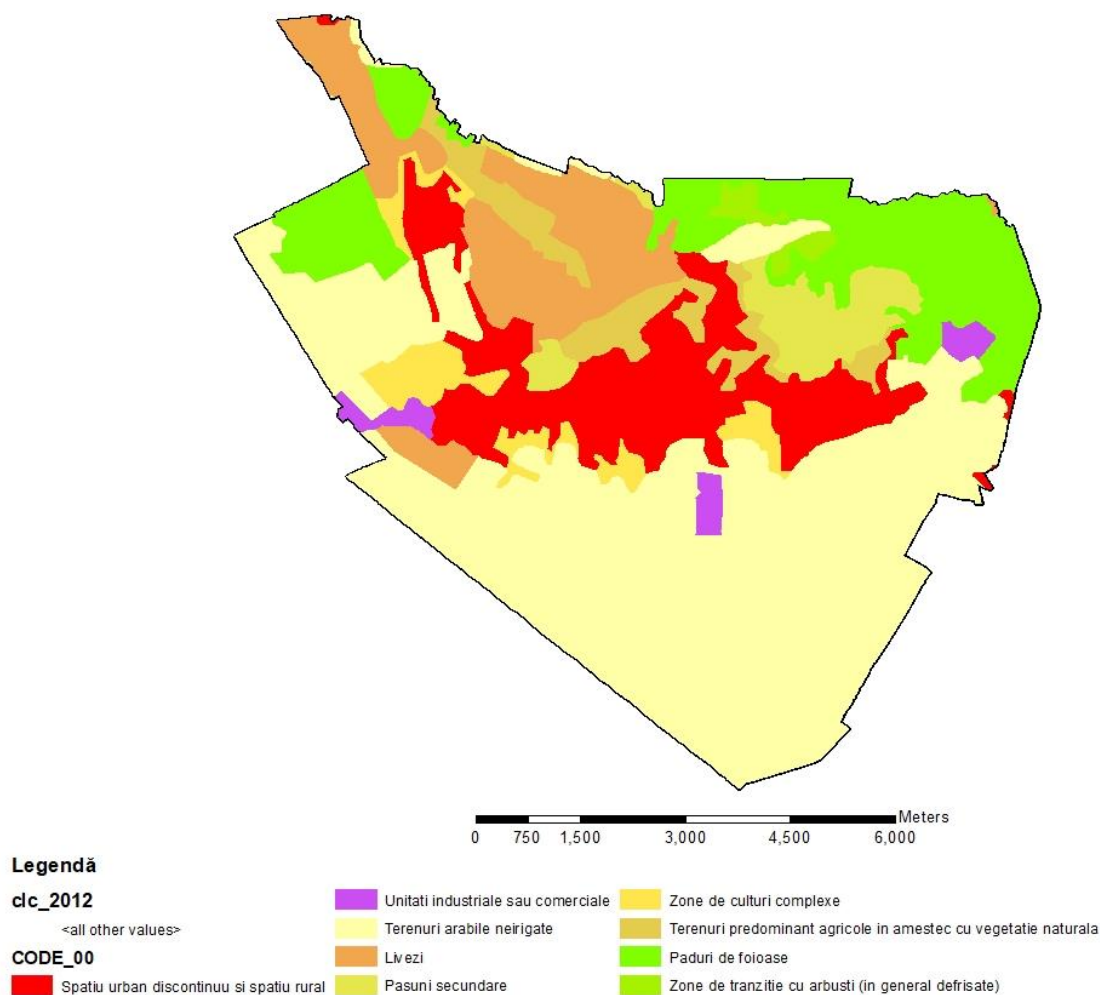 Meters
0 750 1,500 3,000 4,500 6,000
Legendă
clc_2012
<all other values>
CODE_00
Spatiu urban discontinuu si spatiu rural
Unitati industriale sau comerciale
Terenuri arabile neirigate
Livezi
Pasuni secundare
Zone de culturi complexe
Terenuri predominant agricole in amestec cu vegetatie naturala
Paduri de foioase
Zone de tranzitie cu arbusti (in general defrisate)